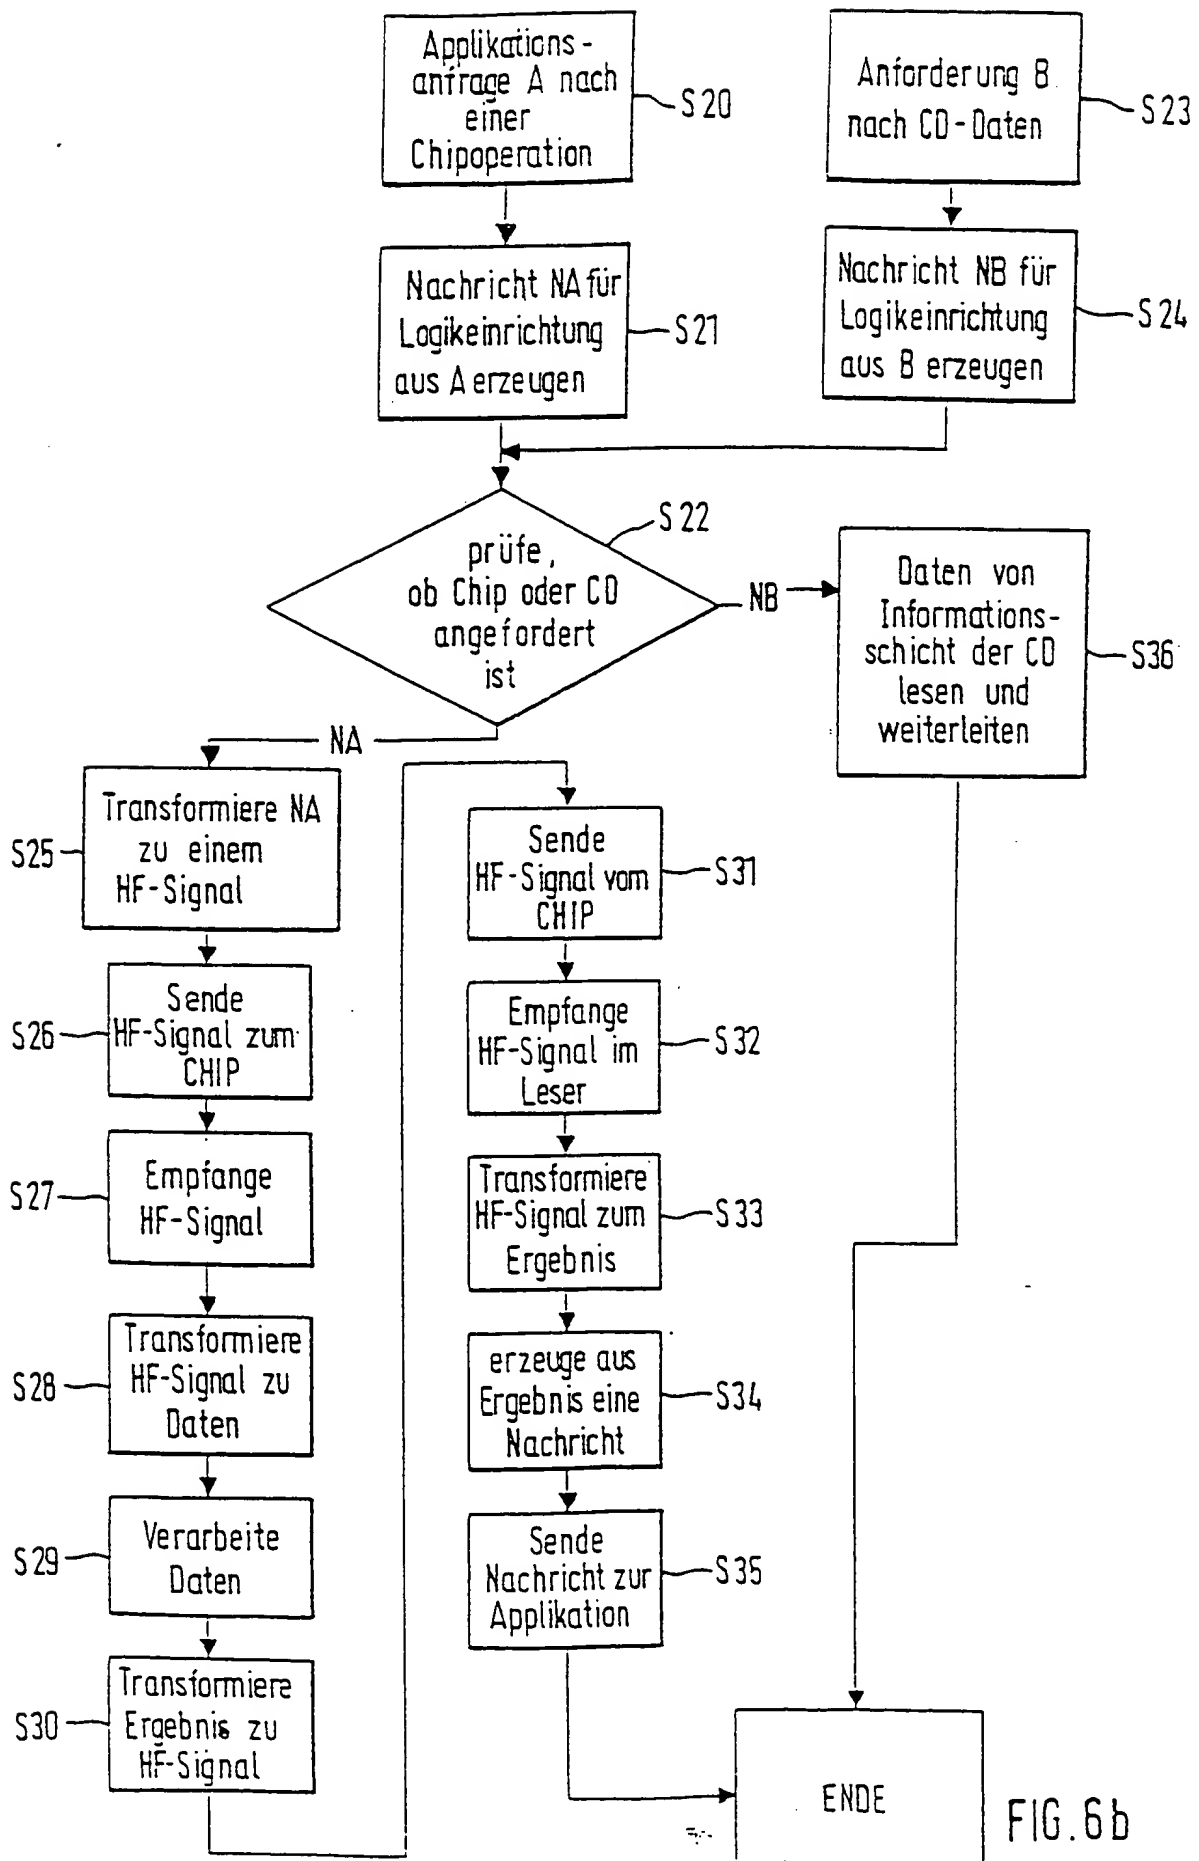 Applikations-
anfrage A nach
einer
Chipoperation
S20
Anforderung B
nach CD-Daten
S23
Nachricht NA für
Logikeinrichtung
aus A erzeugen
S21
Nachricht NB für
Logikeinrichtung
aus B erzeugen
S24
prüfe,
ob Chip oder CD
angefordert
ist
S22
NB
NA
Daten von
Informations-
schicht der CD
lesen und
weiterleiten
S36
Transformiere NA
zu einem
HF-Signal
S25
Sende
HF-Signal zum
CHIP
S26
Empfange
HF-Signal
S27
Transformiere
HF-Signal zu
Daten
S28
Verarbeite
Daten
S29
Transformiere
Ergebnis zu
HF-Signal
S30
Sende
HF-Signal vom
CHIP
S31
Empfange
HF-Signal im
Leser
S32
Transformiere
HF-Signal zum
Ergebnis
S33
erzeuge aus
Ergebnis eine
Nachricht
S34
Sende
Nachricht zur
Applikation
S35
ENDE
FIG.6b